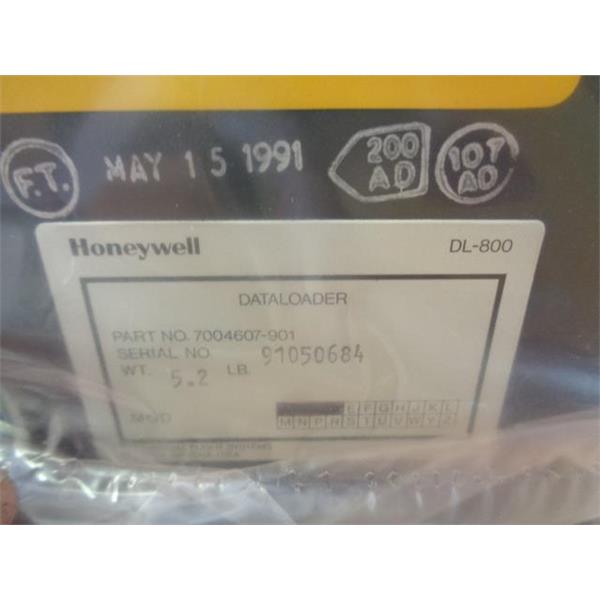 F.T. MAY 15 1991 200 AD 107 AD
Honeywell DL-800
DATALOADER
PART NO. 7004607-901
SERIAL NO 91050684
WT. 5.2 LB.
E F G H J K L
MOD M N P R S T U V W Y Z